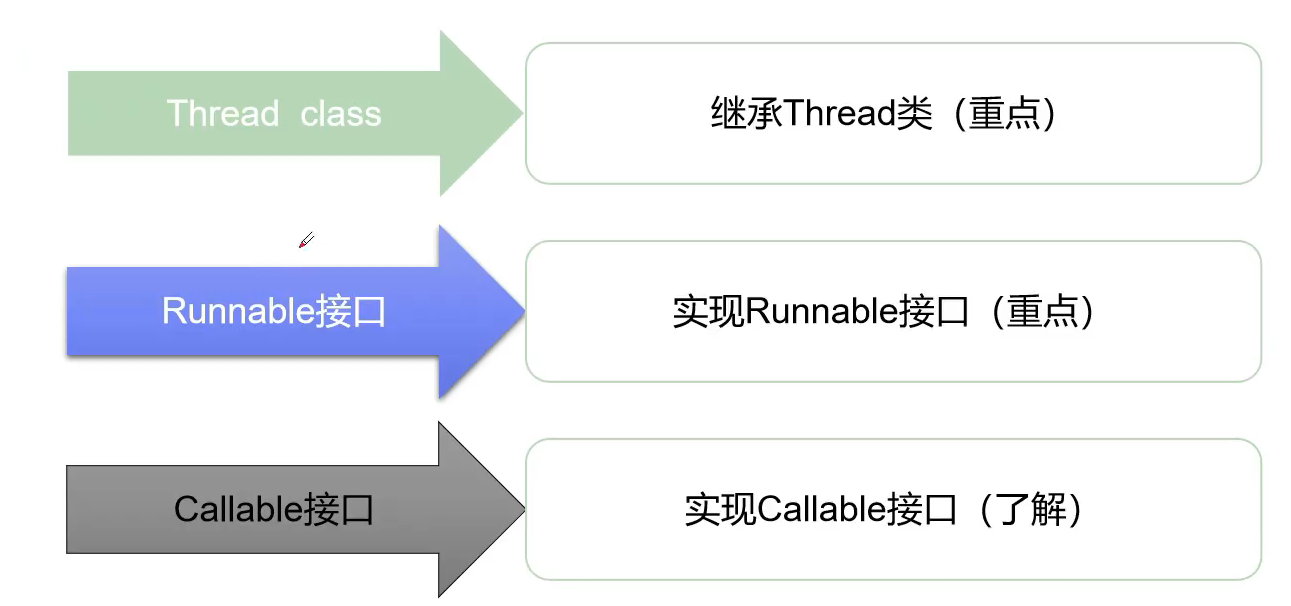 Thread class
继承Thread类（重点）
Runnable接口
实现Runnable接口（重点）
Callable接口
实现Callable接口（了解）